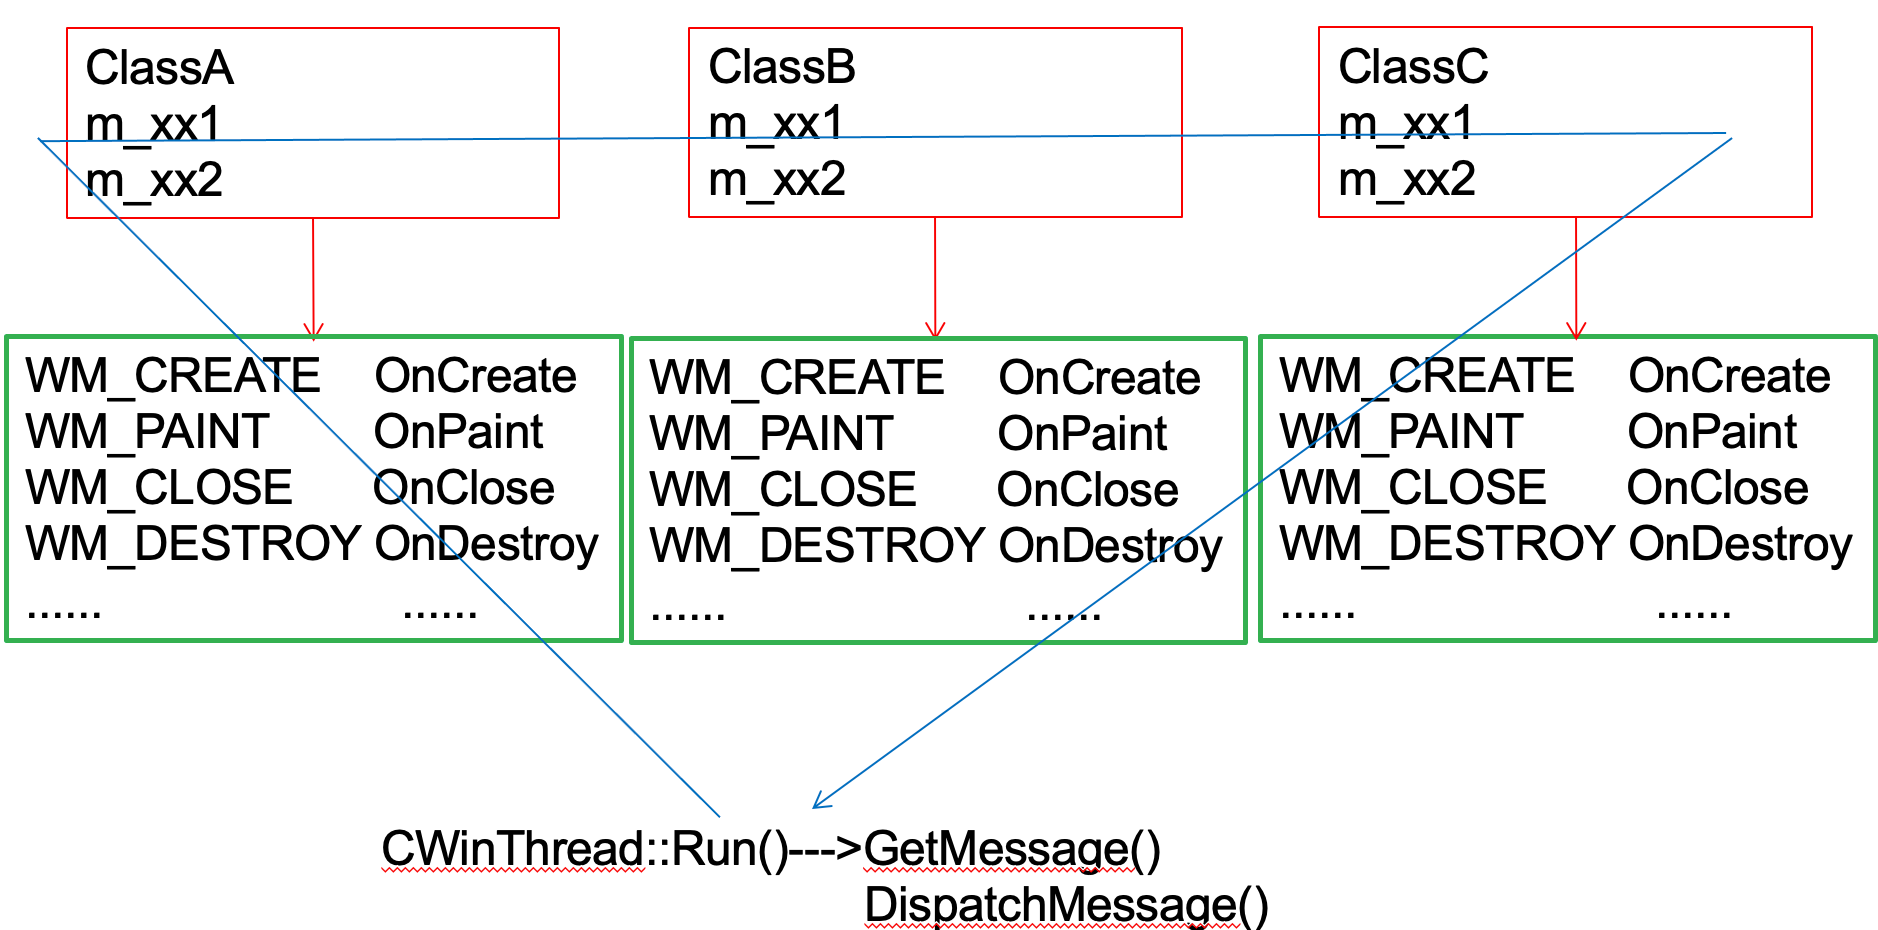 ClassA
m_xx1
m_xx2
ClassB
m_xx1
m_xx2
ClassC
m_xx1
m_xx2
WM_CREATE OnCreate
WM_PAINT OnPaint
WM_CLOSE OnClose
WM_DESTROY OnDestroy
...... ......
WM_CREATE OnCreate
WM_PAINT OnPaint
WM_CLOSE OnClose
WM_DESTROY OnDestroy
...... ......
WM_CREATE OnCreate
WM_PAINT OnPaint
WM_CLOSE OnClose
WM_DESTROY OnDestroy
...... ......
CWinThread::Run()--->GetMessage()
DispatchMessage()